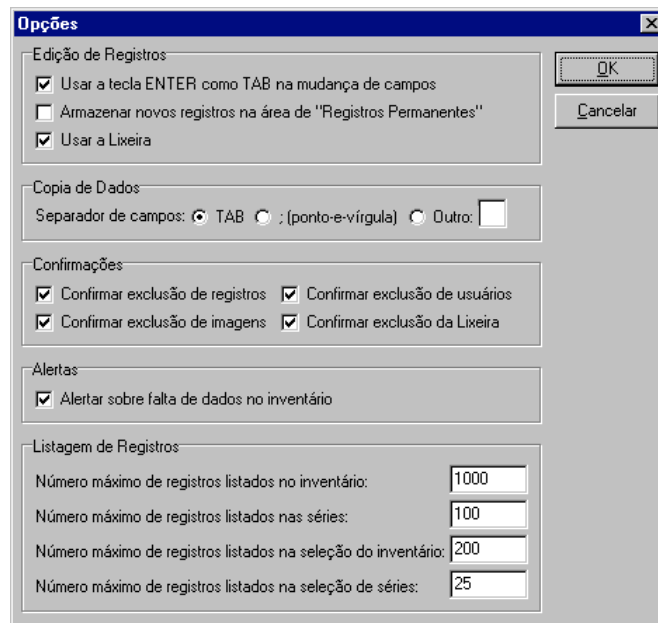 Opções
Edição de Registros
Usar a tecla ENTER como TAB na mudança de campos
Armazenar novos registros na área de "Registros Permanentes"
Usar a Lixeira
OK
Cancelar
Copia de Dados
Separador de campos: TAB ; (ponto-e-vírgula) Outro:
Confirmações
Confirmar exclusão de registros Confirmar exclusão de usuários
Confirmar exclusão de imagens Confirmar exclusão da Lixeira
Alertas
Alertar sobre falta de dados no inventário
Listagem de Registros
Número máximo de registros listados no inventário: 1000
Número máximo de registros listados nas séries: 100
Número máximo de registros listados na seleção do inventário: 200
Número máximo de registros listados na seleção de séries: 25